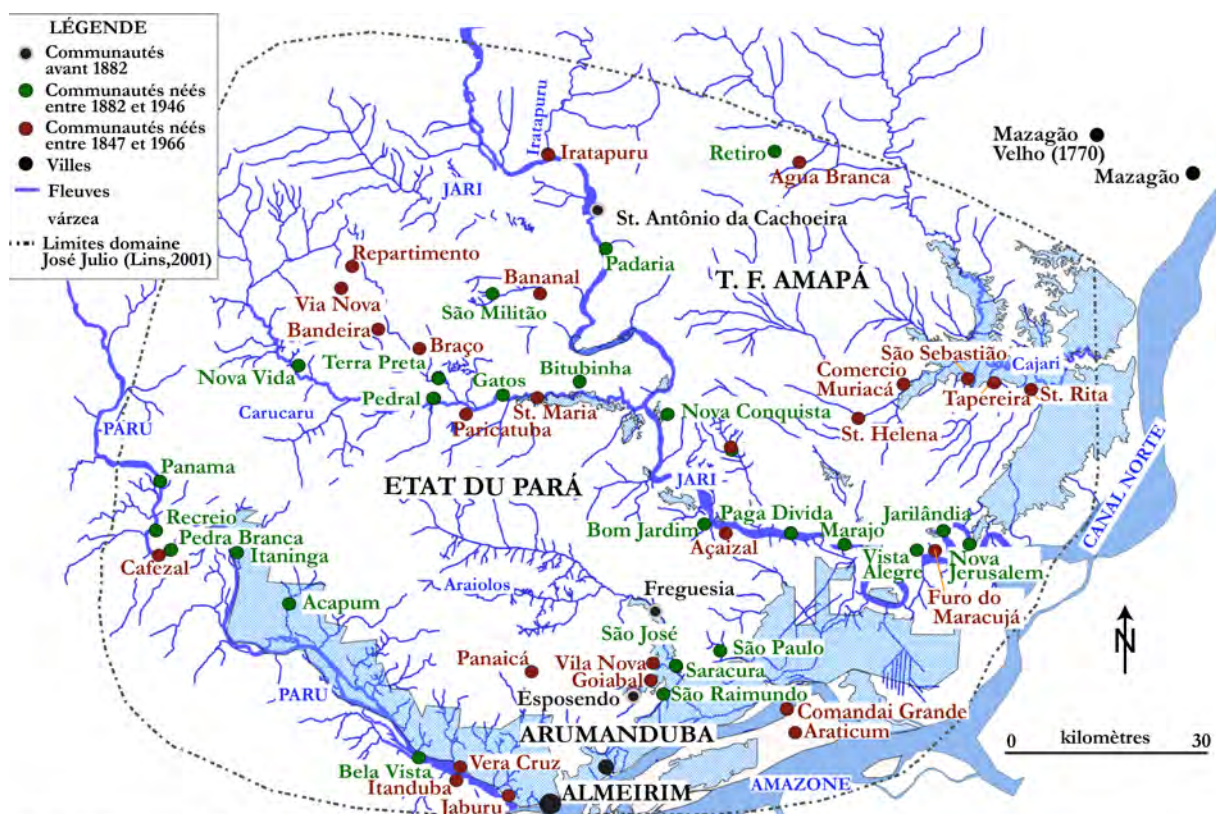 LÉGENDE
Communautés
avant 1882
Communautés néés
entre 1882 et 1946
Communautés néés
entre 1847 et 1966
Villes
Fleuves
várzea
Limites domaine
José Julio (Lins,2001)
Iratapuru
Iratapuru
JARI
Retiro
Agua Branca
Mazagão
Velho (1770)
Mazagão
St. Antônio da Cachoeira
Padaria
Repartimento
Bananal
T. F. AMAPÁ
Via Nova
São Militão
Bandeira
Braço
Terra Preta
Bitubinha
São Sebastião
Cajari
Comercio
Muriacá
Nova Vida
Gatos
Tapereira
St. Rita
Pedral
St. Maria
Carucaru
Paricatuba
Nova Conquista
St. Helena
PARU
CANAL NORTE
Panama
ETAT DU PARÁ
JARI
Recreio
Pedra Branca
Itaninga
Cafezal
Bom Jardim
Paga Divida
Açaizal
Marajo
Jarilândia
Vista
Alegre
Nova
Jerusalem
Furo do
Maracujá
Araiolos
Freguesia
Acapum
N
São José
São Paulo
Panaicá
Vila Nova
Saracura
Goiabal
PARU
Esposendo
São Raimundo
Comandai Grande
ARUMANDUBA
Araticum
0 kilomètres 30
Bela Vista
Vera Cruz
Itanduba
ALMEIRIM
AMAZONE
Jaburu